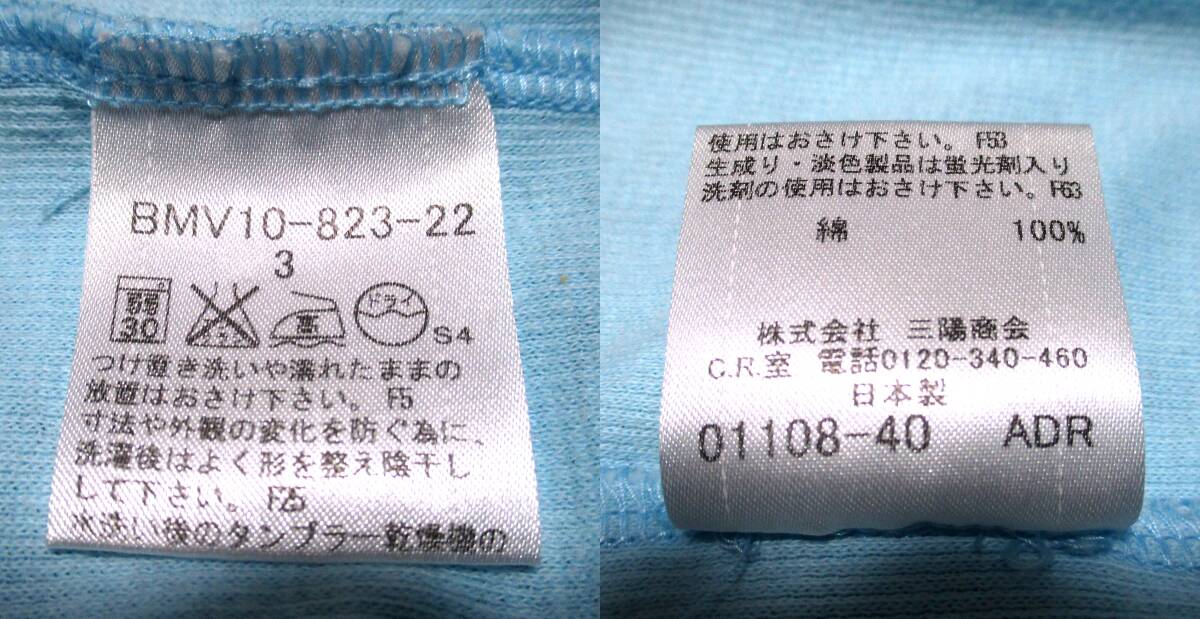 BMV10-823-22
3
弱
30
高
ドライ
S4
つけ置き洗いや濡れたままの
放置はおさけ下さい。 F5
寸法や外観の変化を防ぐ為に、
洗濯後はよく形を整え陰干し
して下さい。 F25
水洗い後のタンブラー乾燥機の
使用はおさけ下さい。 F53
生成り・淡色製品は蛍光剤入り
洗剤の使用はおさけ下さい。F63
綿 100%
株式会社 三陽商会
C.R.室 電話0120-340-460
日本製
01108-40 ADR